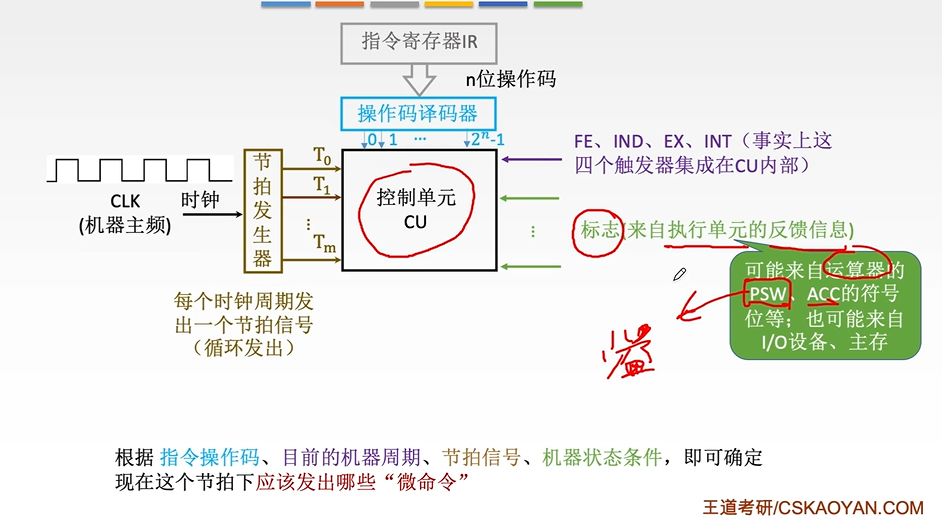 指令寄存器IR
n位操作码
操作码译码器
0 1 ··· 2ⁿ-1
FE、IND、EX、INT（事实上这
四个触发器集成在CU内部）
节拍发生器
T₀
T₁
⋮
Tₘ
控制单元
CU
CLK
(机器主频)
时钟
⋮
标志(来自执行单元的反馈信息)
可能来自运算器的
PSW、ACC的符号
位等；也可能来自
I/O设备、主存
每个时钟周期发
出一个节拍信号
（循环发出）
溢
根据 指令操作码、目前的机器周期、节拍信号、机器状态条件，即可确定
现在这个节拍下应该发出哪些“微命令”
王道考研/CSKAOYAN.COM